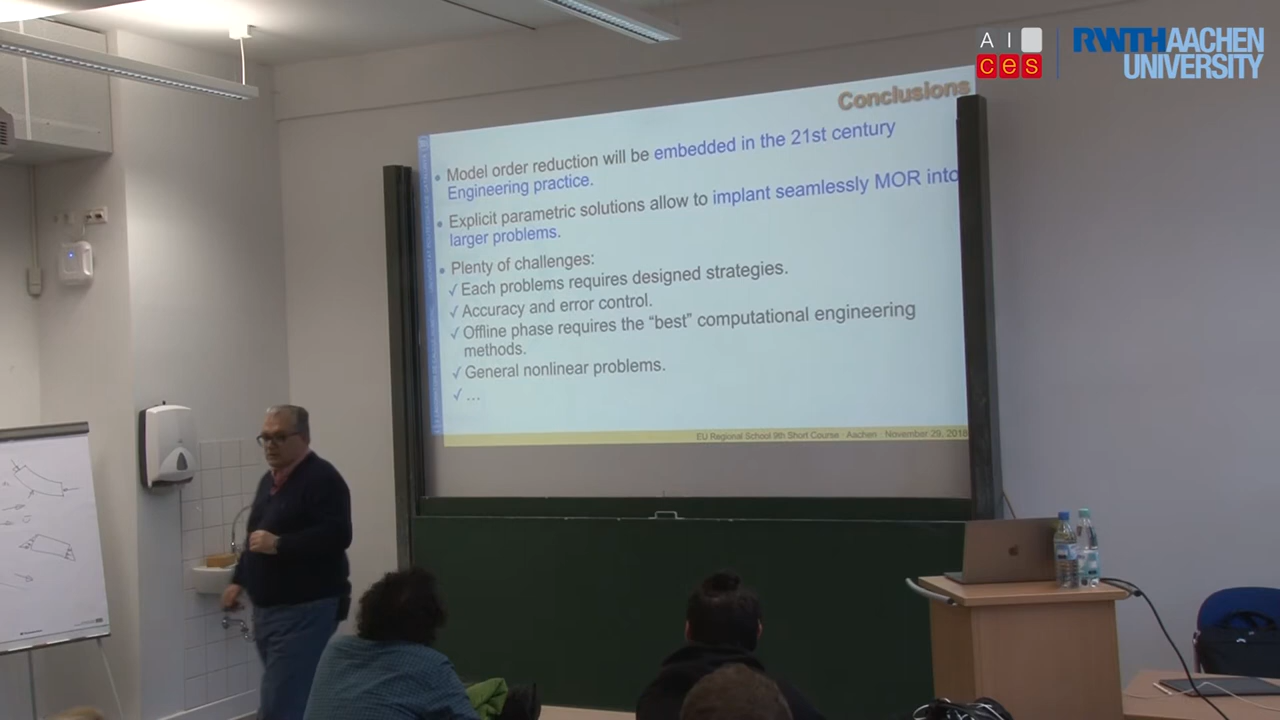 AI
ces
RWTHAACHEN
UNIVERSITY
Conclusions
• Model order reduction will be embedded in the 21st century
Engineering practice.
• Explicit parametric solutions allow to implant seamlessly MOR into
larger problems.
• Plenty of challenges:
✓ Each problems requires designed strategies.
✓ Accuracy and error control.
✓ Offline phase requires the “best” computational engineering
methods.
✓ General nonlinear problems.
✓ ...
EU Regional School 9th Short Course · Aachen · November 29, 2018